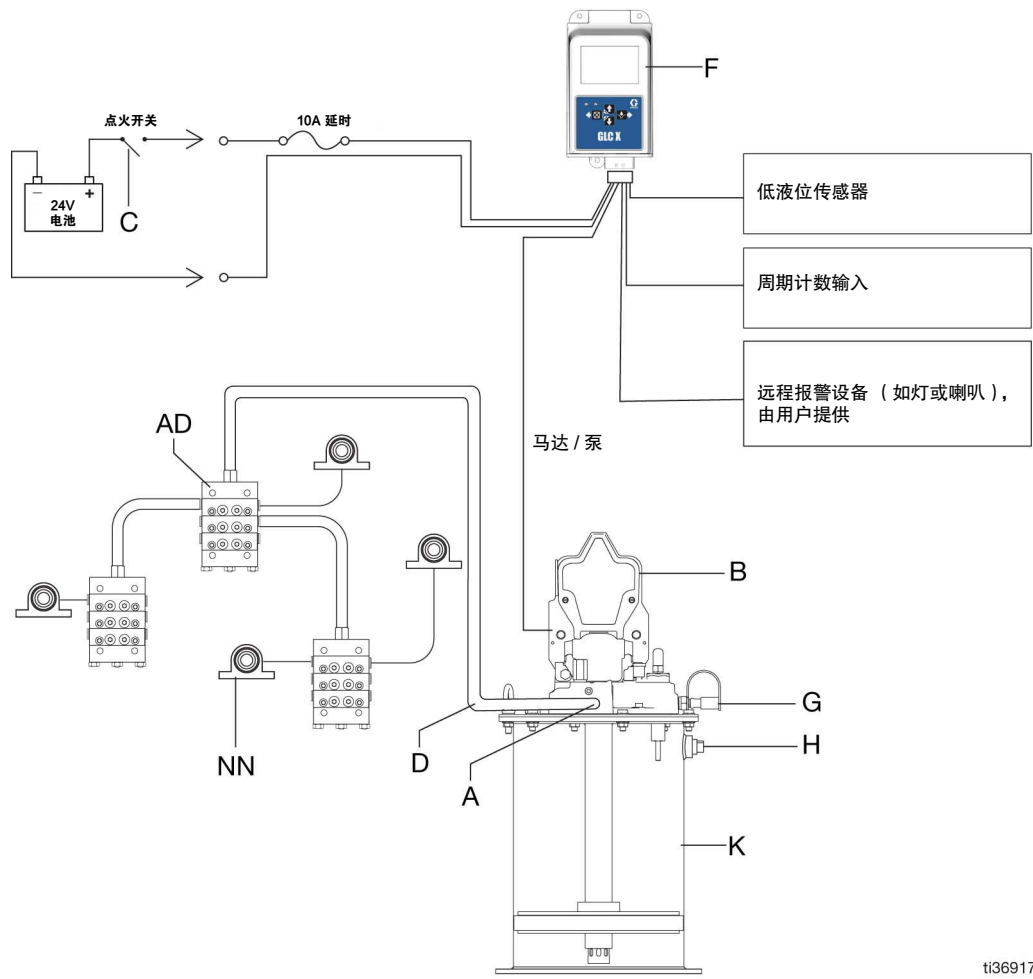 F
点火开关
10A 延时
GLC X
24V
电池
C
低液位传感器
周期计数输入
远程报警设备 ( 如灯或喇叭 ) ,
由用户提供
马达 / 泵
AD
B
G
H
NN
D
A
K
ti36917